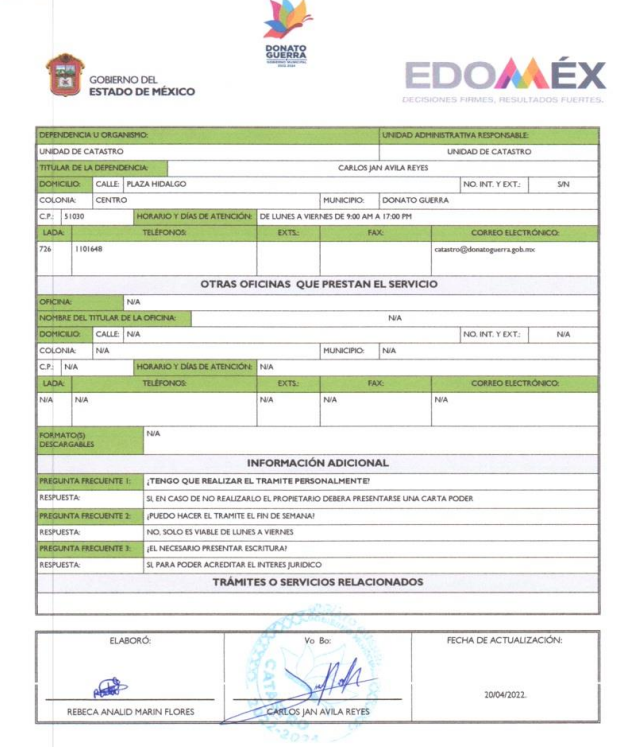 DONATO
GUERRA
GOBIERNO MUNICIPAL
2022-2024
GOBIERNO DEL
ESTADO DE MÉXICO
EDOMÉX
DECISIONES FIRMES, RESULTADOS FUERTES.
DEPENDENCIA U ORGANISMO: UNIDAD ADMINISTRATIVA RESPONSABLE:
UNIDAD DE CATASTRO UNIDAD DE CATASTRO
TITULAR DE LA DEPENDENCIA: CARLOS JAN AVILA REYES
DOMICILIO: CALLE: PLAZA HIDALGO NO. INT. Y EXT.: S/N
COLONIA: CENTRO MUNICIPIO: DONATO GUERRA
C.P.: 51030 HORARIO Y DÍAS DE ATENCIÓN: DE LUNES A VIERNES DE 9:00 AM A 17:00 PM
LADA: TELÉFONOS: EXTS.: FAX: CORREO ELECTRÓNICO:
726 1101648 catastro@donatoguerra.gob.mx
OTRAS OFICINAS QUE PRESTAN EL SERVICIO
OFICINA: N/A
NOMBRE DEL TITULAR DE LA OFICINA: N/A
DOMICILIO: CALLE: N/A NO. INT. Y EXT.: N/A
COLONIA: N/A MUNICIPIO: N/A
C.P.: N/A HORARIO Y DÍAS DE ATENCIÓN: N/A
LADA: TELÉFONOS: EXTS.: FAX: CORREO ELECTRÓNICO:
N/A N/A N/A N/A N/A
FORMATO(S) N/A
DESCARGABLES
INFORMACIÓN ADICIONAL
PREGUNTA FRECUENTE 1: ¿TENGO QUE REALIZAR EL TRAMITE PERSONALMENTE?
RESPUESTA: SI, EN CASO DE NO REALIZARLO EL PROPIETARIO DEBERA PRESENTARSE UNA CARTA PODER
PREGUNTA FRECUENTE 2: ¿PUEDO HACER EL TRAMITE EL FIN DE SEMANA?
RESPUESTA: NO, SOLO ES VIABLE DE LUNES A VIERNES
PREGUNTA FRECUENTE 3: ¿EL NECESARIO PRESENTAR ESCRITURA?
RESPUESTA: SI, PARA PODER ACREDITAR EL INTERES JURIDICO
TRÁMITES O SERVICIOS RELACIONADOS
ELABORÓ: Vo Bo: FECHA DE ACTUALIZACIÓN:
CATASTRO
20/04/2022.
REBECA ANALID MARIN FLORES CARLOS JAN AVILA REYES
2022-2024